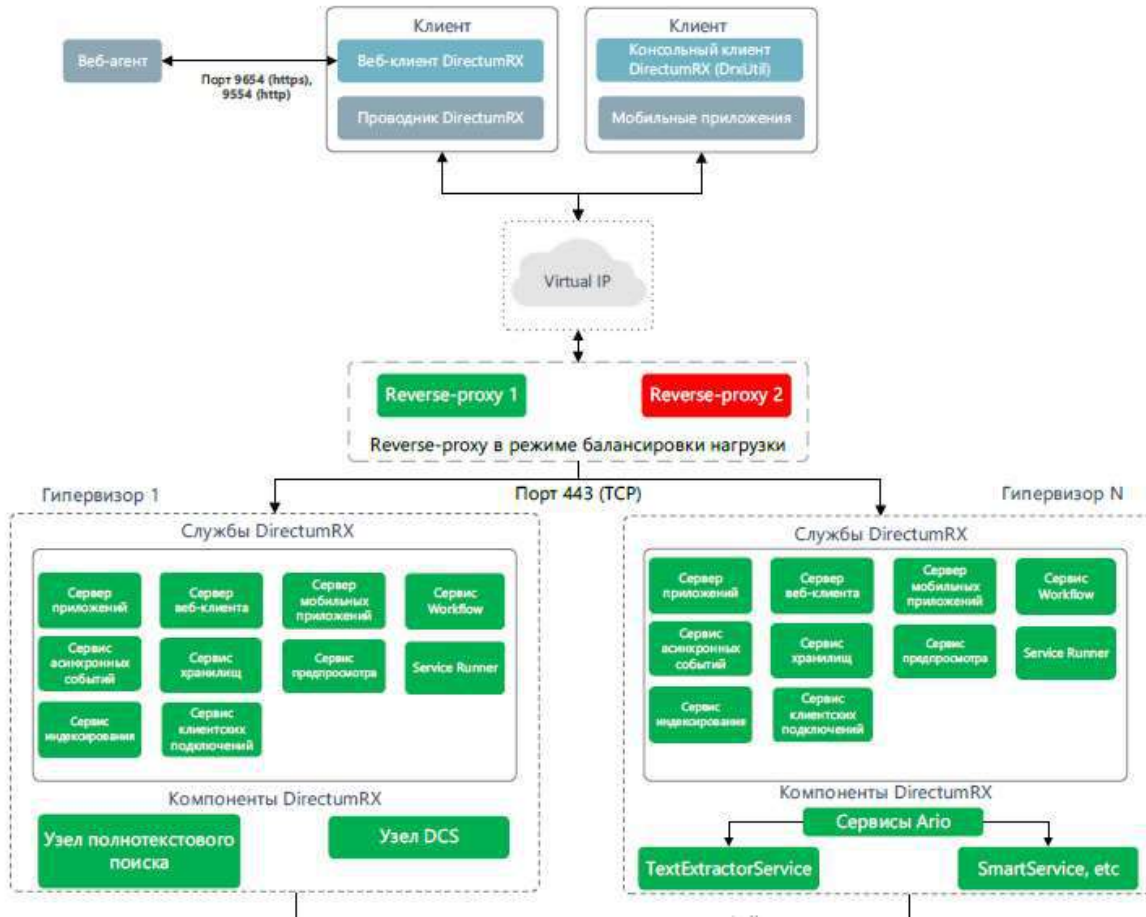 Клиент
Веб-агент
Веб-клиент DirectumRX
Порт 9654 (https),
9554 (http)
Проводник DirectumRX
Клиент
Консольный клиент
DirectumRX (DrxUtil)
Мобильные приложения
Virtual IP
Reverse-proxy 1
Reverse-proxy 2
Reverse-proxy в режиме балансировки нагрузки
Порт 443 (TCP)
Гипервизор 1
Службы DirectumRX
Сервер
приложений
Сервер
веб-клиента
Сервер
мобильных
приложений
Сервис
Workflow
Сервис
асинхронных
событий
Сервис
хранилищ
Сервис
предпросмотра
Service Runner
Сервис
индексирования
Сервис
клиентских
подключений
Компоненты DirectumRX
Узел полнотекстового
поиска
Узел DCS
Гипервизор N
Службы DirectumRX
Сервер
приложений
Сервер
веб-клиента
Сервер
мобильных
приложений
Сервис
Workflow
Сервис
асинхронных
событий
Сервис
хранилищ
Сервис
предпросмотра
Service Runner
Сервис
индексирования
Сервис
клиентских
подключений
Компоненты DirectumRX
Сервисы Ario
TextExtractorService
SmartService, etc